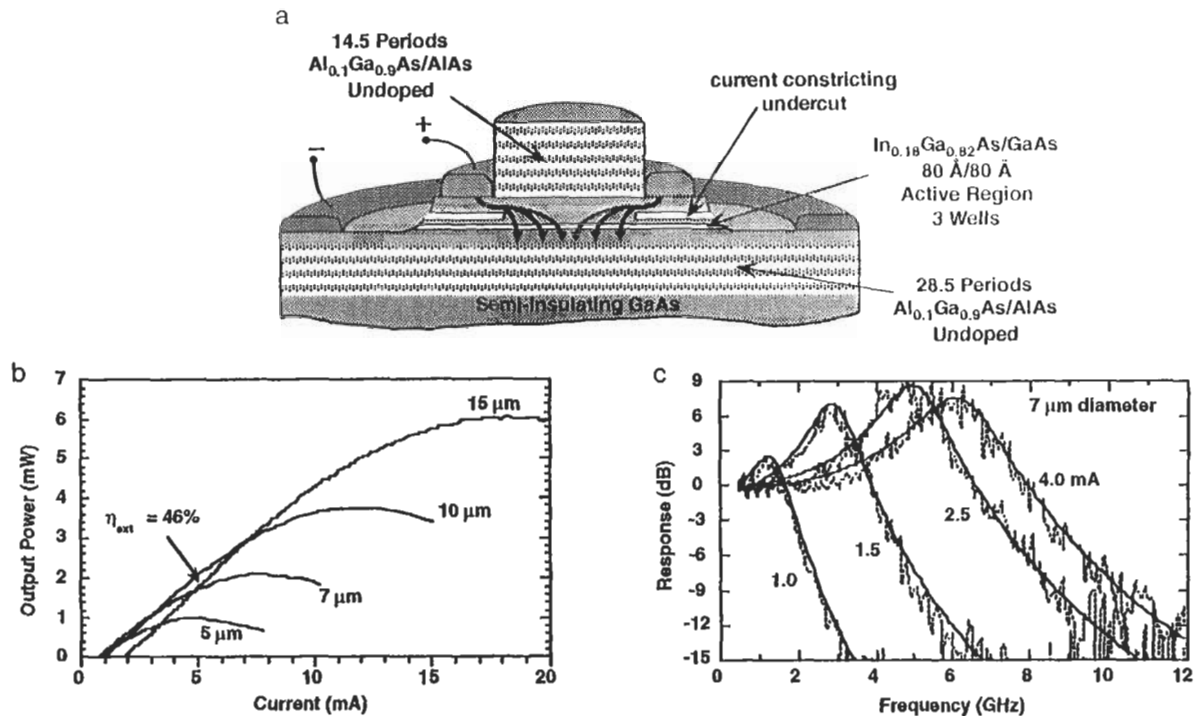 a
14.5 Periods
Al0.1Ga0.9As/AlAs
Undoped
current constricting
undercut
+
−
In0.18Ga0.82As/GaAs
80 Å/80 Å
Active Region
3 Wells
28.5 Periods
Al0.1Ga0.9As/AlAs
Undoped
Semi-Insulating GaAs
b
7
6
5
4
3
2
1
0
Output Power (mW)
15 μm
10 μm
7 μm
5 μm
ηext = 46%
0 5 10 15 20
Current (mA)
c
9
6
3
0
-3
-6
-9
-12
-15
Response (dB)
7 μm diameter
4.0 mA
2.5
1.5
1.0
2 4 6 8 10 12
Frequency (GHz)